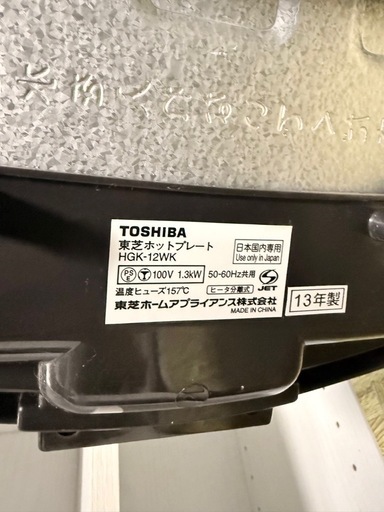 TOSHIBA
東芝ホットプレート
HGK-12WK
日本国内専用
Use only in Japan
PS E 100V 1.3kW 50-60Hz共用
温度ヒューズ157℃ ヒータ分離式 JET
東芝ホームアプライアンス株式会社
MADE IN CHINA
13年製